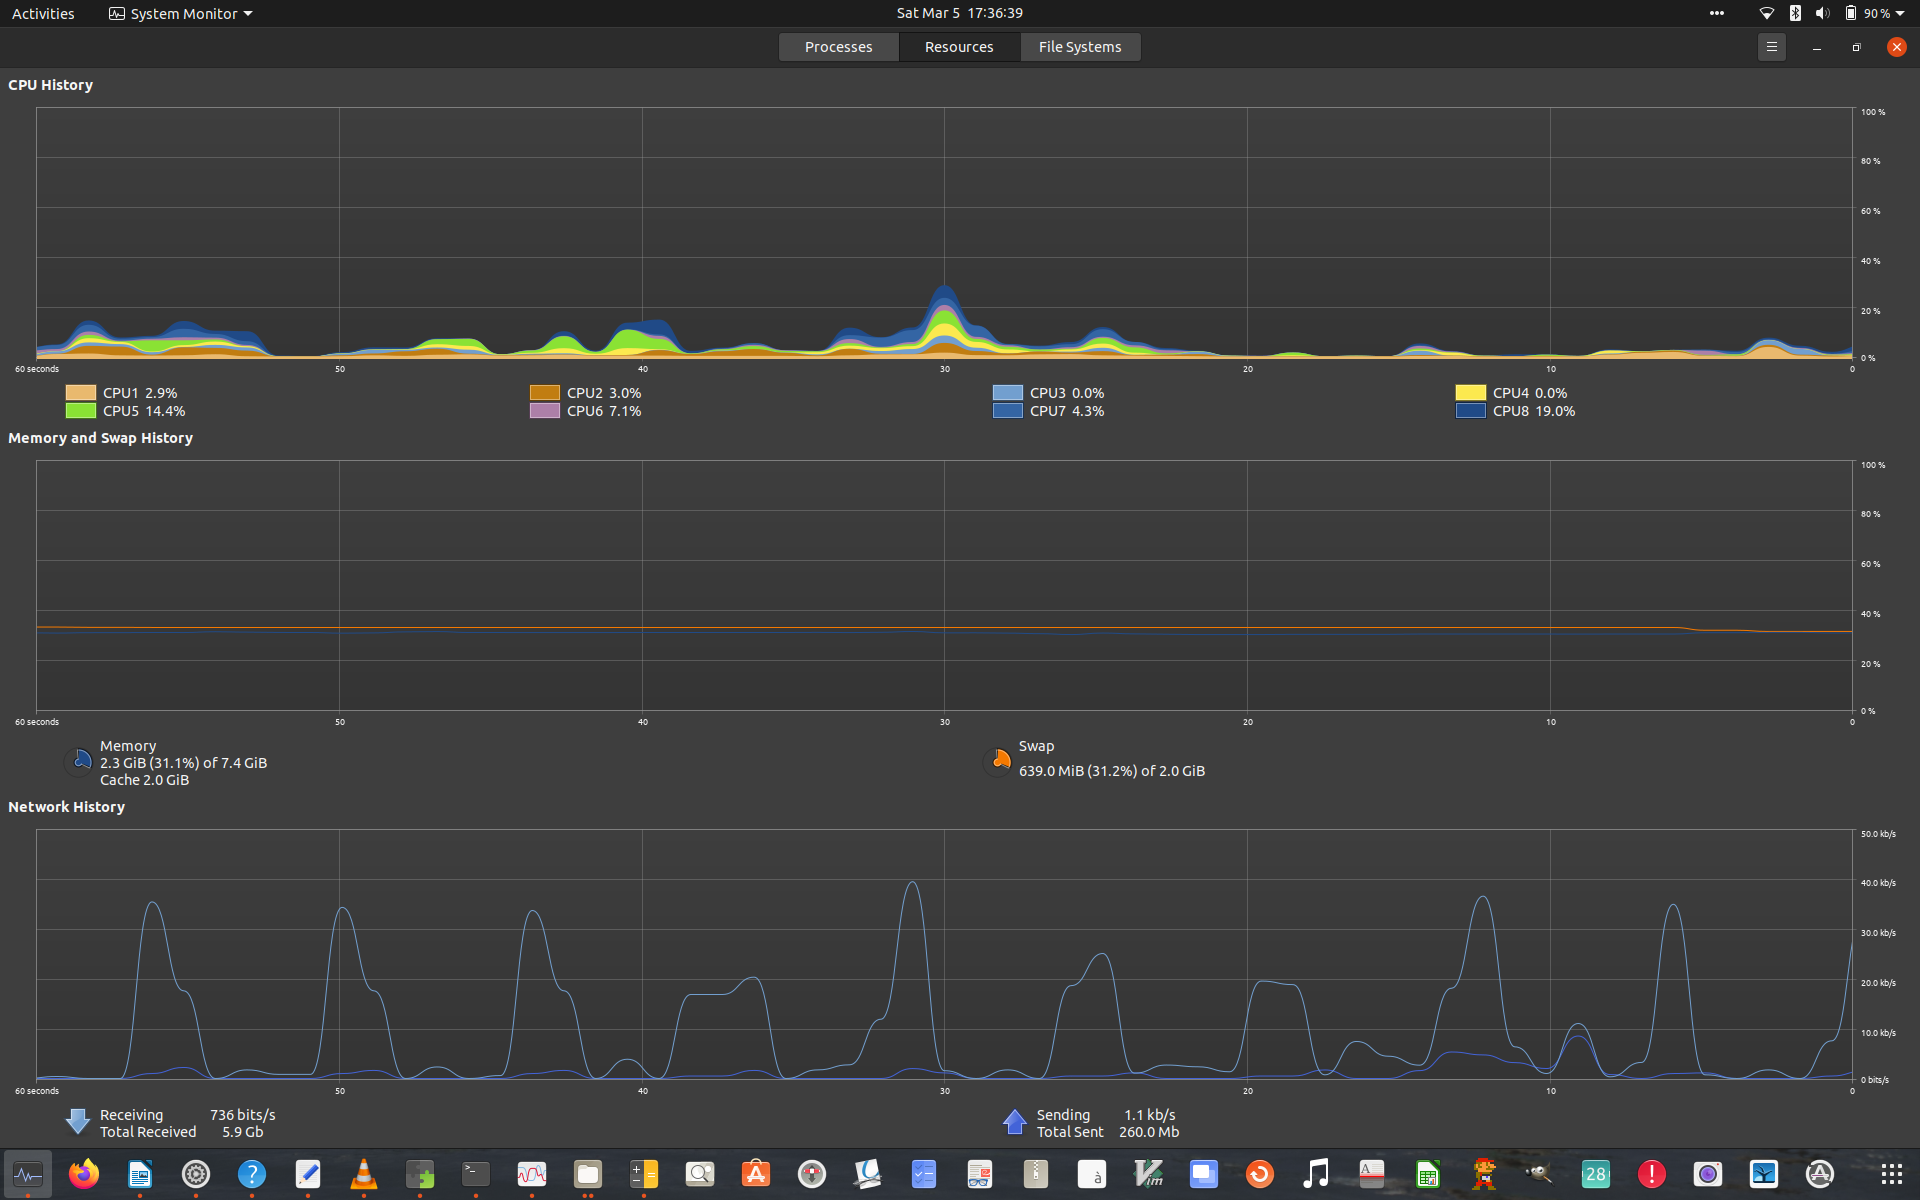 Activities System Monitor Sat Mar 5 17:36:39 90 %
Processes Resources File Systems
CPU History
100 %
80 %
60 %
40 %
20 %
0 %
60 seconds 50 40 30 20 10 0
CPU1 2.9% CPU2 3.0% CPU3 0.0% CPU4 0.0%
CPU5 14.4% CPU6 7.1% CPU7 4.3% CPU8 19.0%
Memory and Swap History
100 %
80 %
60 %
40 %
20 %
0 %
60 seconds 50 40 30 20 10 0
Memory
2.3 GiB (31.1%) of 7.4 GiB
Cache 2.0 GiB
Swap
639.0 MiB (31.2%) of 2.0 GiB
Network History
50.0 kb/s
40.0 kb/s
30.0 kb/s
20.0 kb/s
10.0 kb/s
0 bits/s
60 seconds 50 40 30 20 10 0
Receiving 736 bits/s
Total Received 5.9 Gb
Sending 1.1 kb/s
Total Sent 260.0 Mb
? >_ à Vim A 28 !